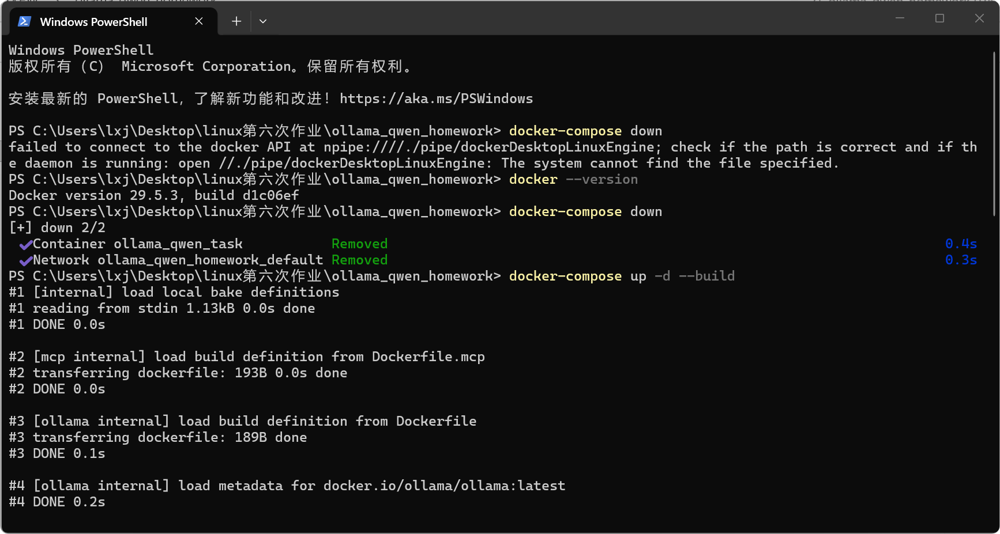 Windows PowerShell
Windows PowerShell
版权所有 (C) Microsoft Corporation。保留所有权利。
安装最新的 PowerShell，了解新功能和改进！https://aka.ms/PSWindows
PS C:\Users\lxj\Desktop\linux第六次作业\ollama_qwen_homework> docker-compose down
failed to connect to the docker API at npipe:////./pipe/dockerDesktopLinuxEngine; check if the path is correct and if th
e daemon is running: open //./pipe/dockerDesktopLinuxEngine: The system cannot find the file specified.
PS C:\Users\lxj\Desktop\linux第六次作业\ollama_qwen_homework> docker --version
Docker version 29.5.3, build d1c06ef
PS C:\Users\lxj\Desktop\linux第六次作业\ollama_qwen_homework> docker-compose down
[+] down 2/2
✔Container ollama_qwen_task Removed 0.4s
✔Network ollama_qwen_homework_default Removed 0.3s
PS C:\Users\lxj\Desktop\linux第六次作业\ollama_qwen_homework> docker-compose up -d --build
#1 [internal] load local bake definitions
#1 reading from stdin 1.13kB 0.0s done
#1 DONE 0.0s
#2 [mcp internal] load build definition from Dockerfile.mcp
#2 transferring dockerfile: 193B 0.0s done
#2 DONE 0.0s
#3 [ollama internal] load build definition from Dockerfile
#3 transferring dockerfile: 189B done
#3 DONE 0.1s
#4 [ollama internal] load metadata for docker.io/ollama/ollama:latest
#4 DONE 0.2s